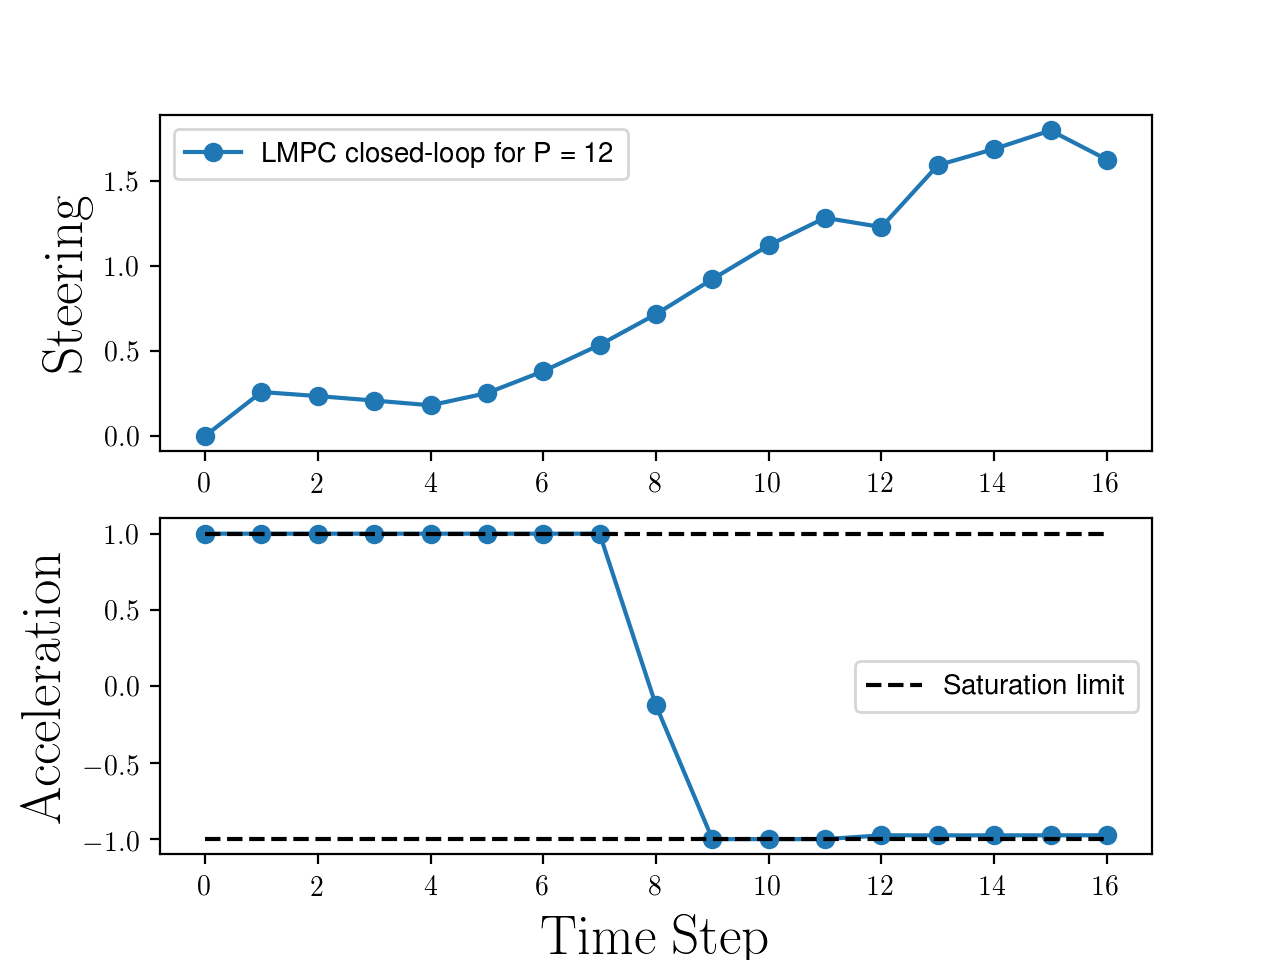 LMPC closed-loop for P = 12
Steering
1.5
1.0
0.5
0.0
0 2 4 6 8 10 12 14 16
Acceleration
1.0
0.5
0.0
−0.5
−1.0
Saturation limit
0 2 4 6 8 10 12 14 16
Time Step